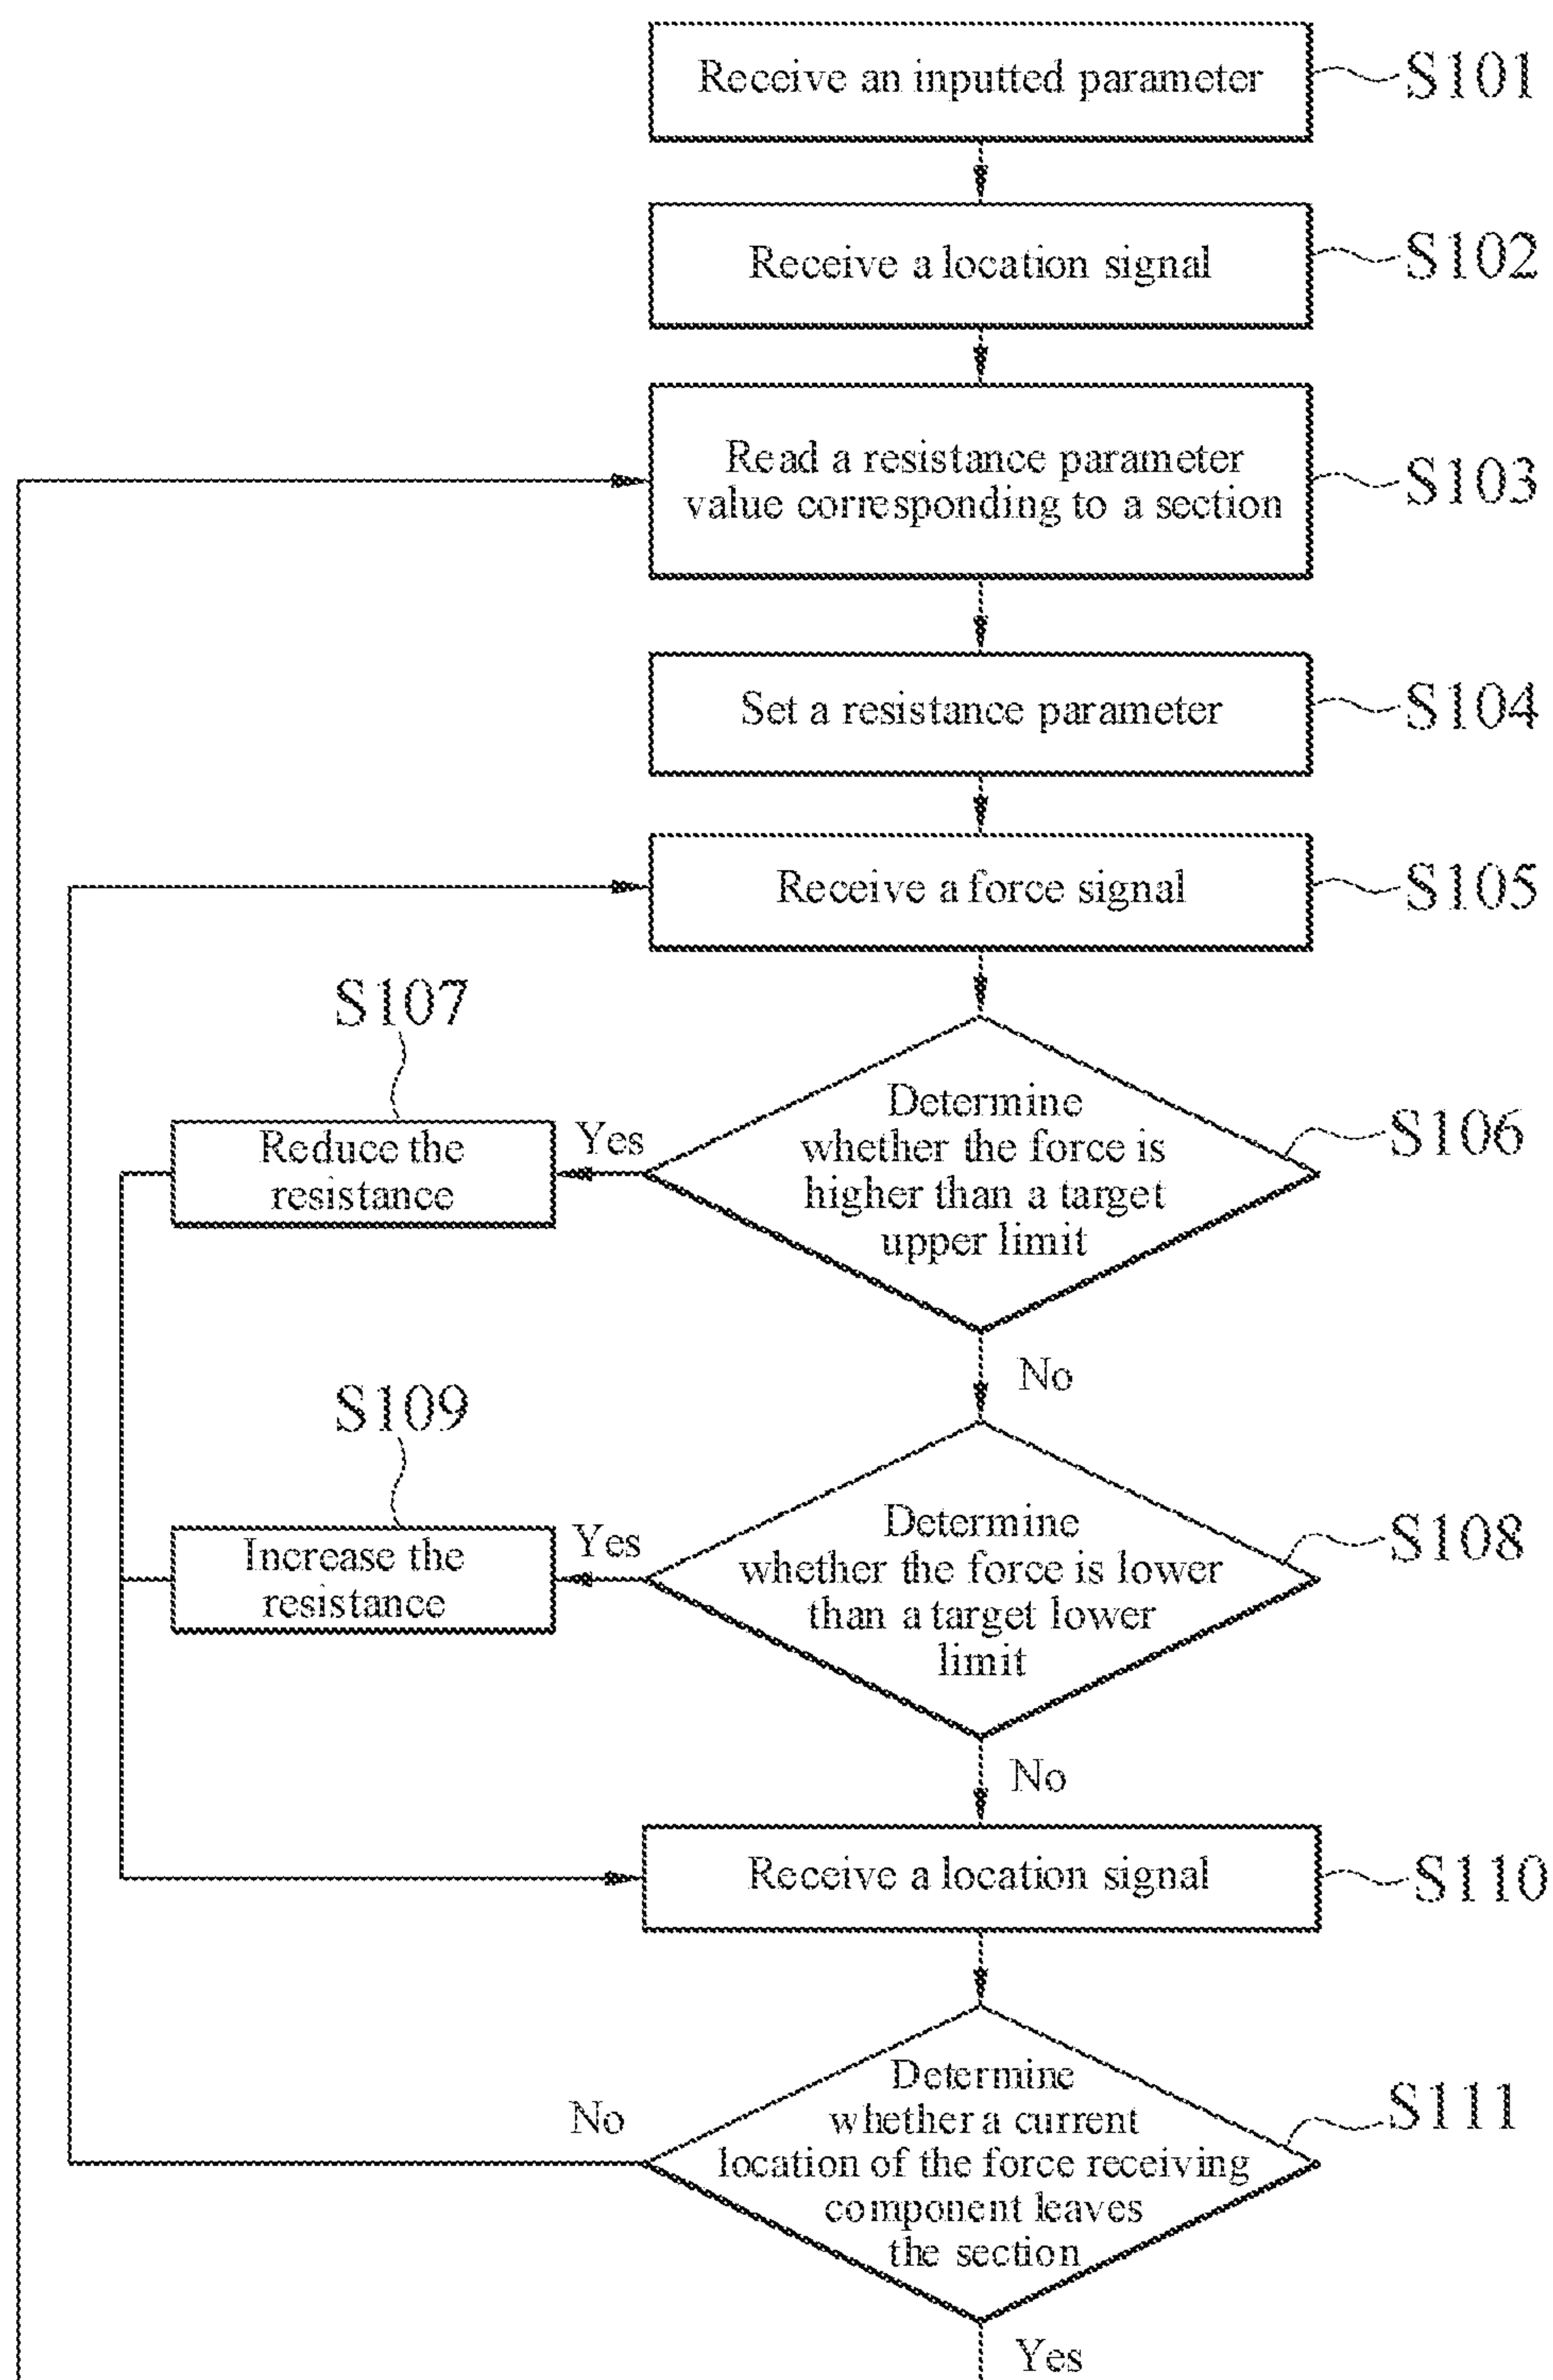 Receive an inputted parameter
S101
Receive a location signal
S102
Read a resistance parameter
value corresponding to a section
S103
Set a resistance parameter
S104
Receive a force signal
S105
S107
Reduce the
resistance
Yes
Determine
whether the force is
higher than a target
upper limit
S106
No
S109
Increase the
resistance
Yes
Determine
whether the force is lower
than a target lower
limit
S108
No
Receive a location signal
S110
No
Determine
whether a current
location of the force receiving
component leaves
the section
S111
Yes